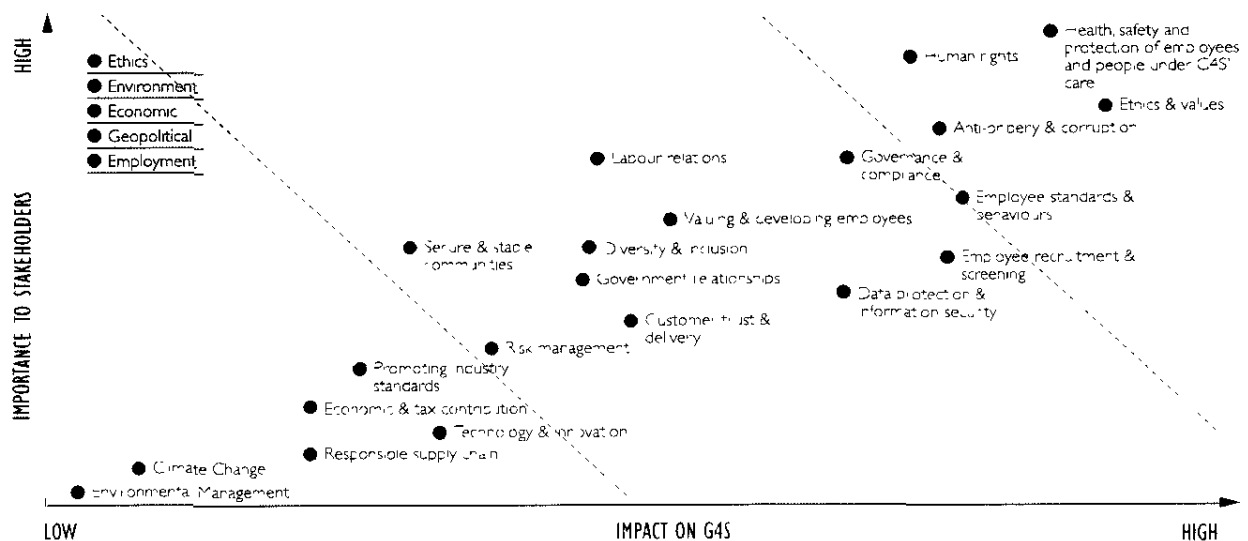 HIGH
IMPORTANCE TO STAKEHOLDERS
Ethics
Environment
Economic
Geopolitical
Employment
Health, safety and
protection of employees
and people under G4S'
care
Human rights
Ethics & values
Anti-bribery & corruption
Labour relations
Governance &
compliance
Employee standards &
behaviours
Valuing & developing employees
Secure & stable
communities
Diversity & inclusion
Employee recruitment &
screening
Government relationships
Data protection &
information security
Customer trust &
delivery
Risk management
Promoting industry
standards
Economic & tax contribution
Technology & innovation
Responsible supply chain
Climate Change
Environmental Management
LOW
IMPACT ON G4S
HIGH